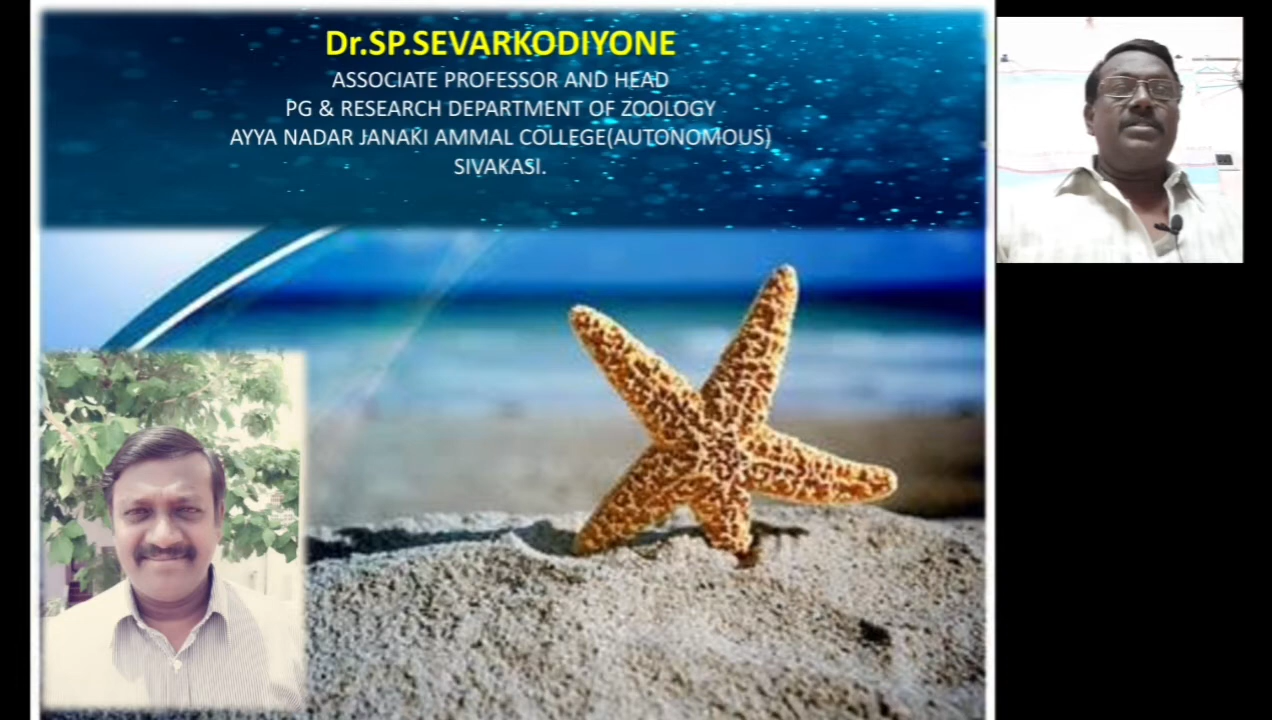 Dr.SP.SEVARKODIYONE
ASSOCIATE PROFESSOR AND HEAD
PG & RESEARCH DEPARTMENT OF ZOOLOGY
AYYA NADAR JANAKI AMMAL COLLEGE(AUTONOMOUS)
SIVAKASI.